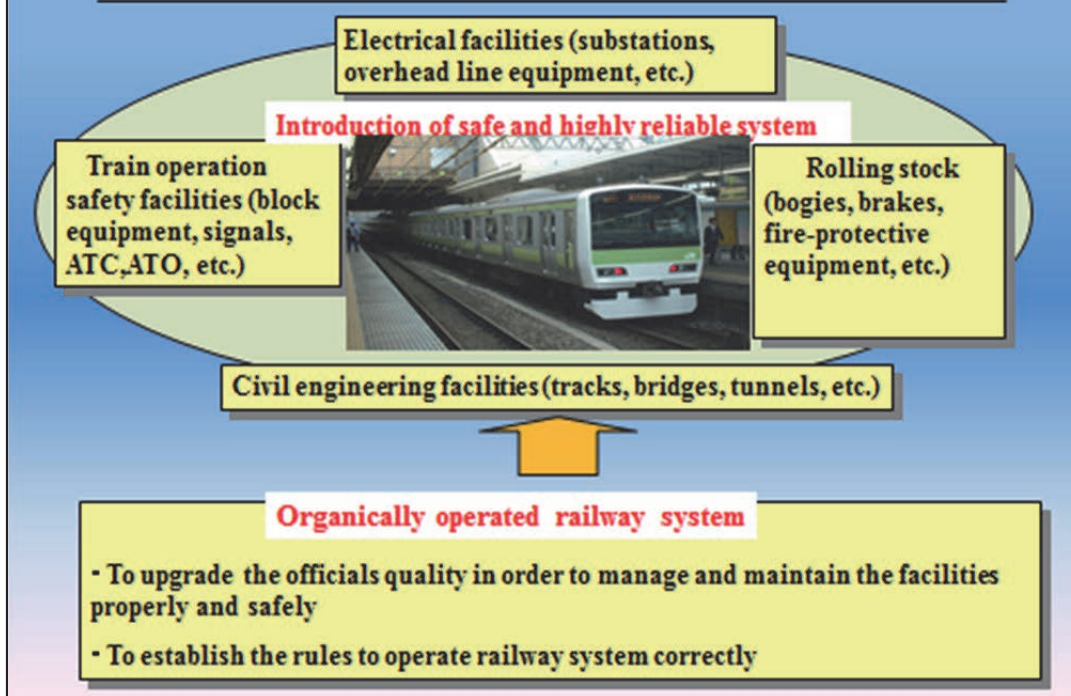 Electrical facilities (substations,
overhead line equipment, etc.)
Introduction of safe and highly reliable system
Train operation
safety facilities (block
equipment, signals,
ATC,ATO, etc.)
Rolling stock
(bogies, brakes,
fire-protective
equipment, etc.)
Civil engineering facilities (tracks, bridges, tunnels, etc.)
Organically operated railway system
- To upgrade the officials quality in order to manage and maintain the facilities
properly and safely
- To establish the rules to operate railway system correctly